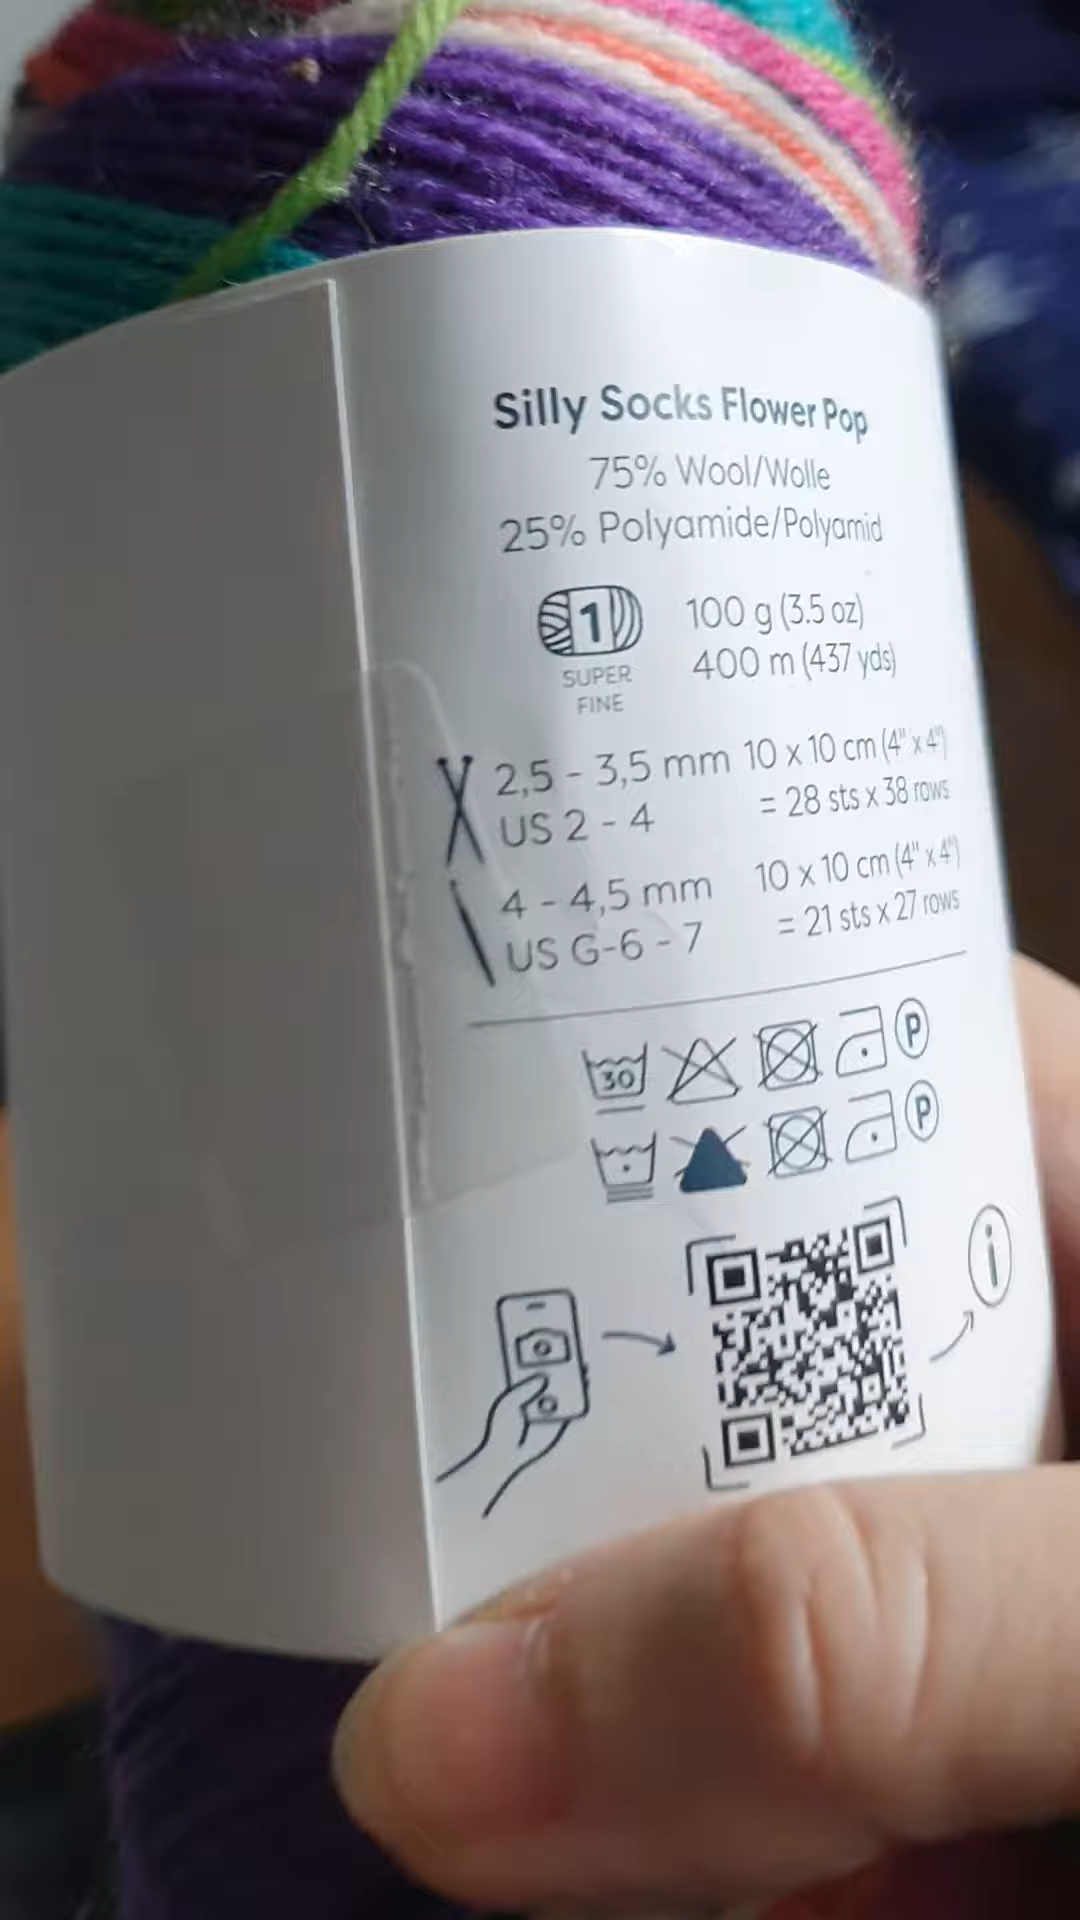 Silly Socks Flower Pop
75% Wool/Wolle
25% Polyamide/Polyamid
1
SUPER
FINE
100 g (3.5 oz)
400 m (437 yds)
2,5 - 3,5 mm 10 x 10 cm (4" x 4")
US 2 - 4 = 28 sts x 38 rows
4 - 4,5 mm 10 x 10 cm (4" x 4")
US G-6 - 7 = 21 sts x 27 rows
30 P
P
i